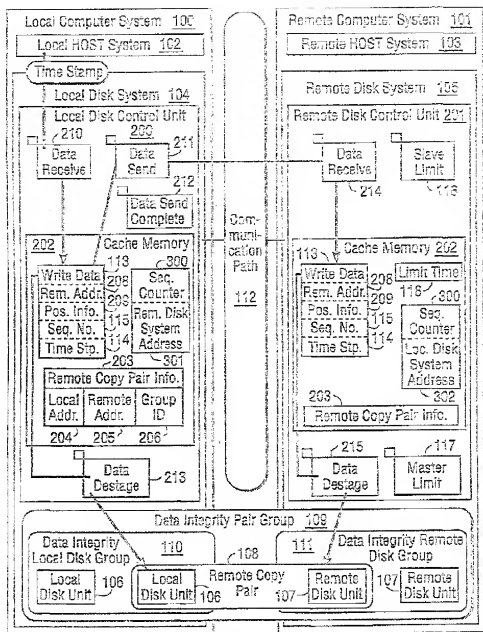 Local Computer System 100
Local HOST System 102
Time Stamp
Local Disk System 104
Local Disk Control Unit
210
200
Data Receive
Data Send
211
212
Data Send Complete
202
Cache Memory
113
300
Write Data
208
Rem. Addr.
209
Pos. Info.
115
Seq. No.
114
Time Stp.
Seq. Counter
Rem. Disk System Address
203
301
Remote Copy Pair Info.
Local Addr.
Remote Addr.
Group ID
204
205
206
Data Destage
213
Communication Path
112
Remote Computer System 101
Remote HOST System 103
Remote Disk System 105
Remote Disk Control Unit 201
Data Receive
Slave Limit
214
116
Cache Memory 202
113
Write Data
208
Rem. Addr.
209
Pos. Info.
115
Seq. No.
114
Time Stp.
Limit Time
116
300
Seq. Counter
Loc. Disk System Address
203
302
Remote Copy Pair Info.
215
117
Data Destage
Master Limit
Data Integrity Pair Group 109
Data Integrity Local Disk Group
110
108
111
Data Integrity Remote Disk Group
Local Disk Unit
106
Local Disk Unit
106
Remote Copy Pair
107
Remote Disk Unit
107
Remote Disk Unit